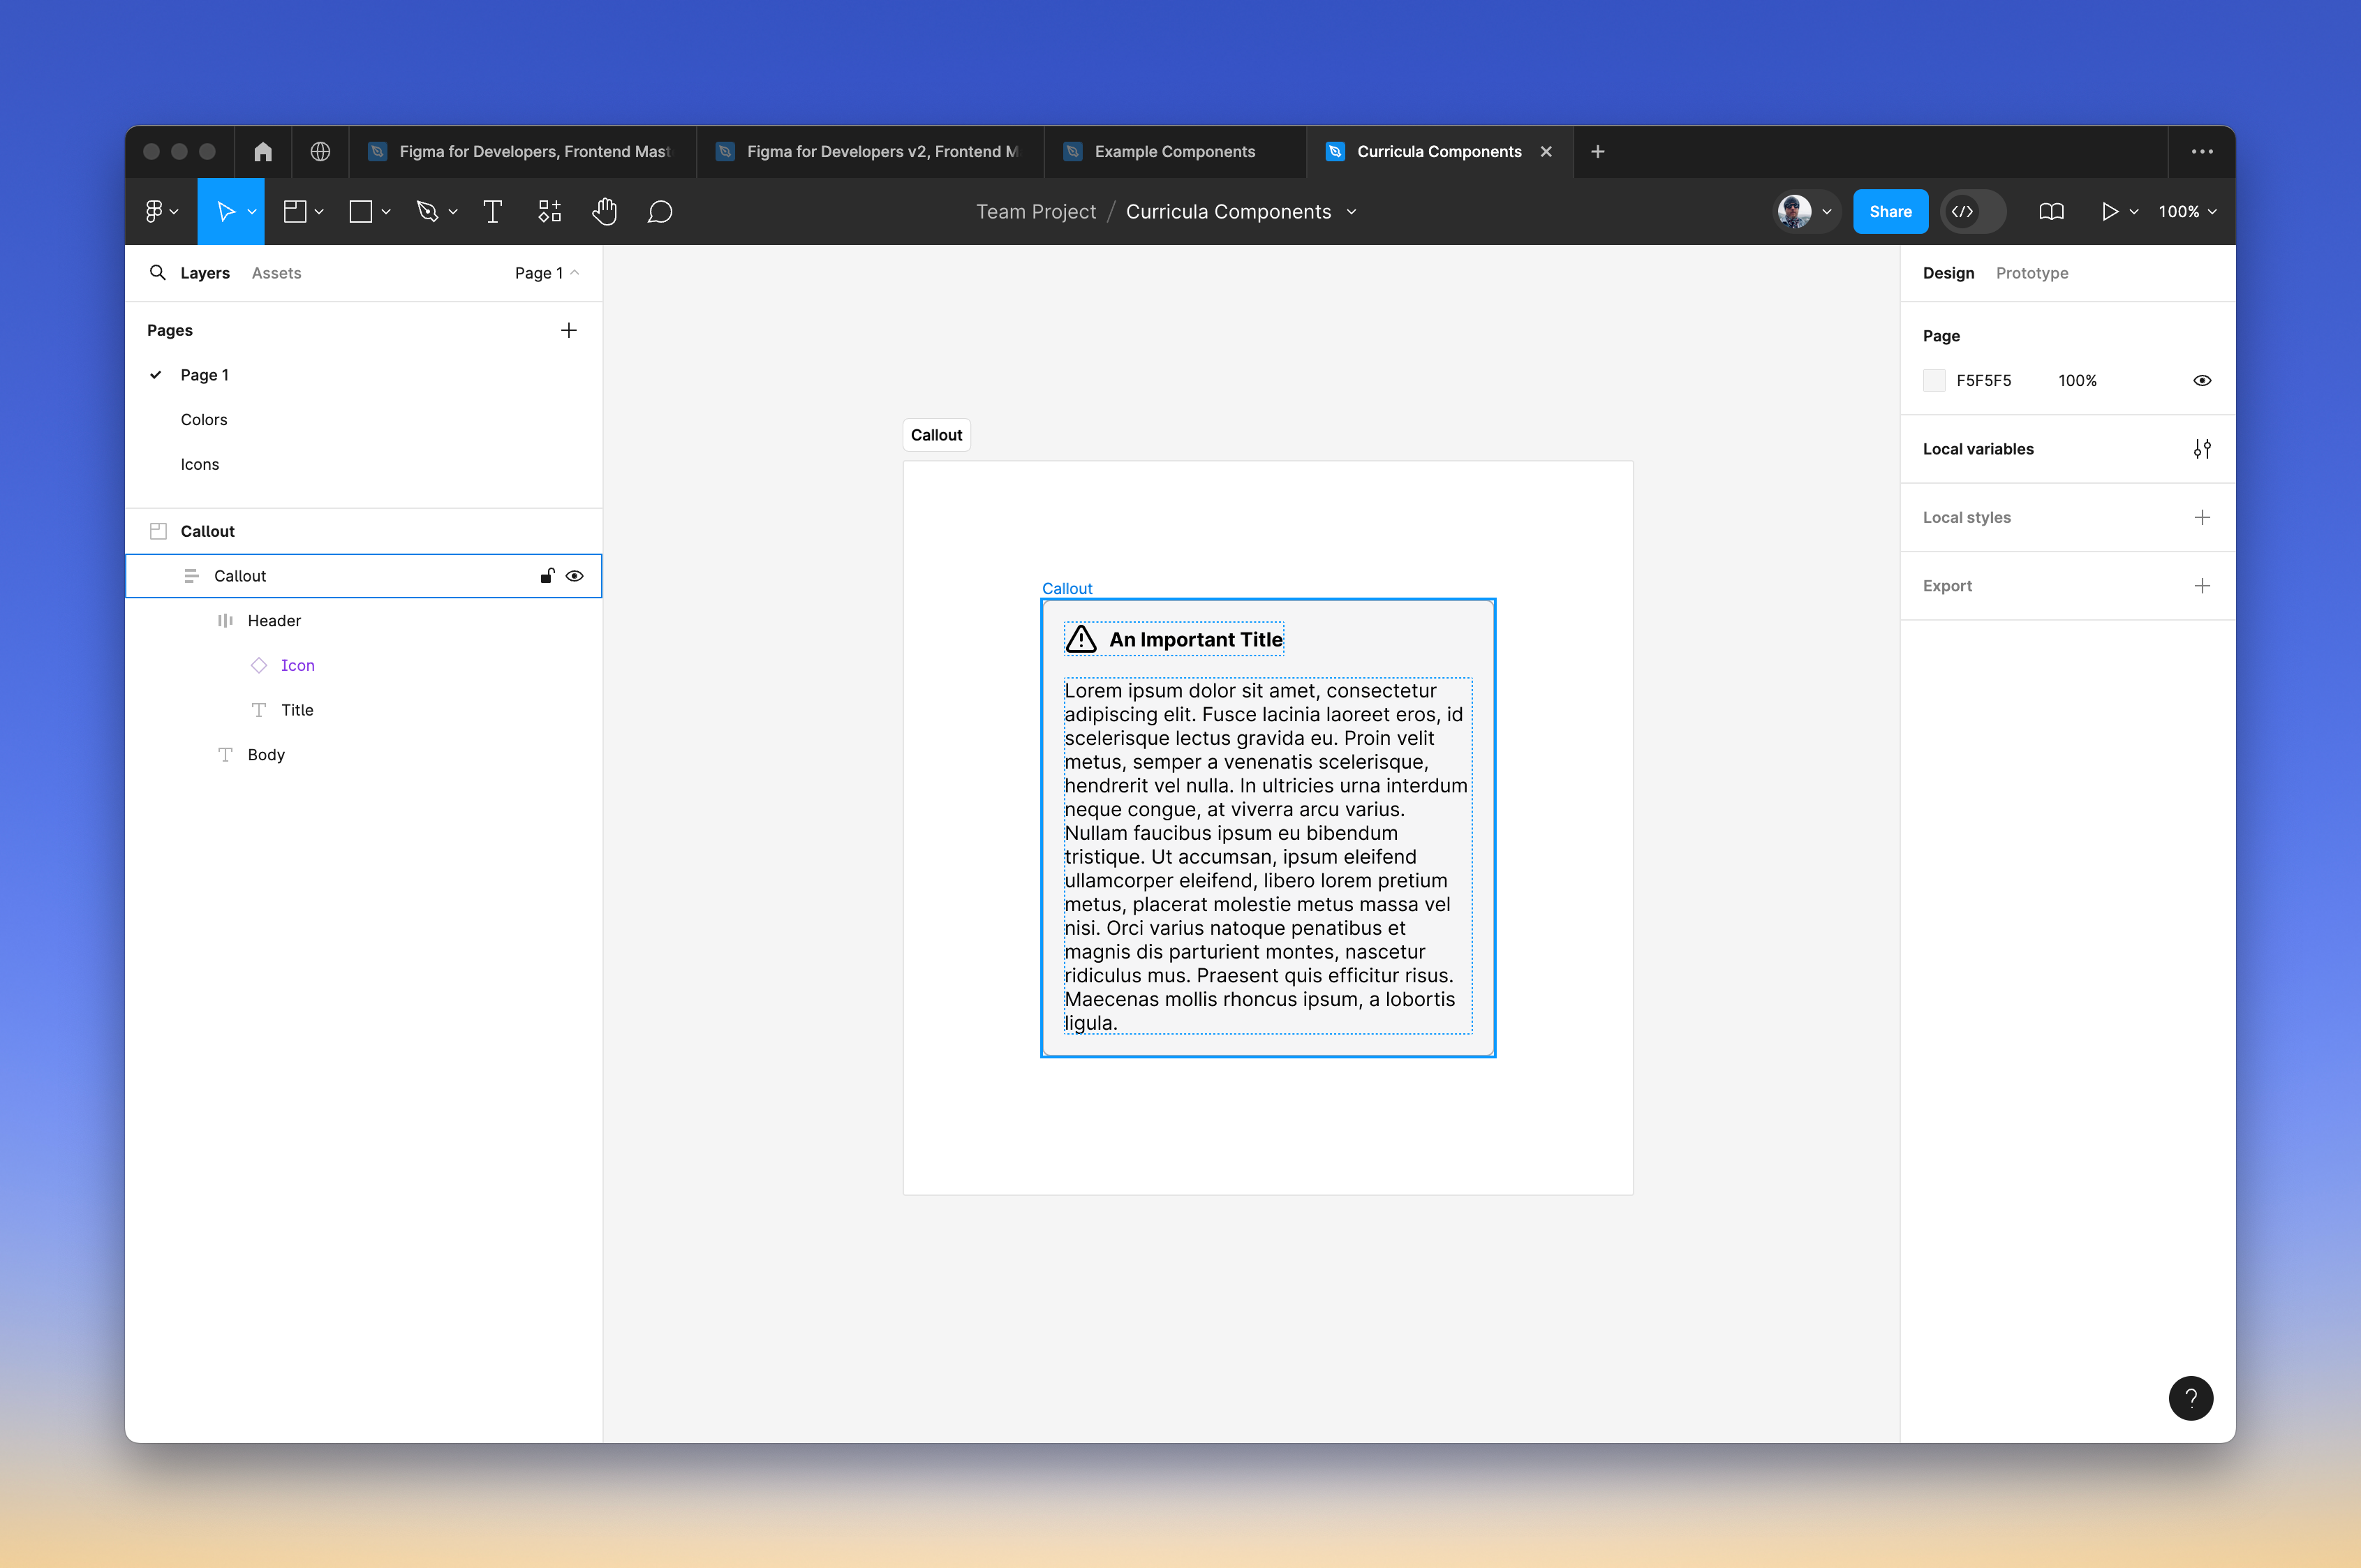 Figma for Developers, Frontend Mast
Figma for Developers v2, Frontend M
Example Components
Curricula Components
Team Project / Curricula Components
Share
100%
Layers
Assets
Page 1
Pages
Page 1
Colors
Icons
Callout
Callout
Header
Icon
Title
Body
Callout
Callout
An Important Title
Lorem ipsum dolor sit amet, consectetur
adipiscing elit. Fusce lacinia laoreet eros, id
scelerisque lectus gravida eu. Proin velit
metus, semper a venenatis scelerisque,
hendrerit vel nulla. In ultricies urna interdum
neque congue, at viverra arcu varius.
Nullam faucibus ipsum eu bibendum
tristique. Ut accumsan, ipsum eleifend
ullamcorper eleifend, libero lorem pretium
metus, placerat molestie metus massa vel
nisi. Orci varius natoque penatibus et
magnis dis parturient montes, nascetur
ridiculus mus. Praesent quis efficitur risus.
Maecenas mollis rhoncus ipsum, a lobortis
ligula.
Design
Prototype
Page
F5F5F5
100%
Local variables
Local styles
Export
?